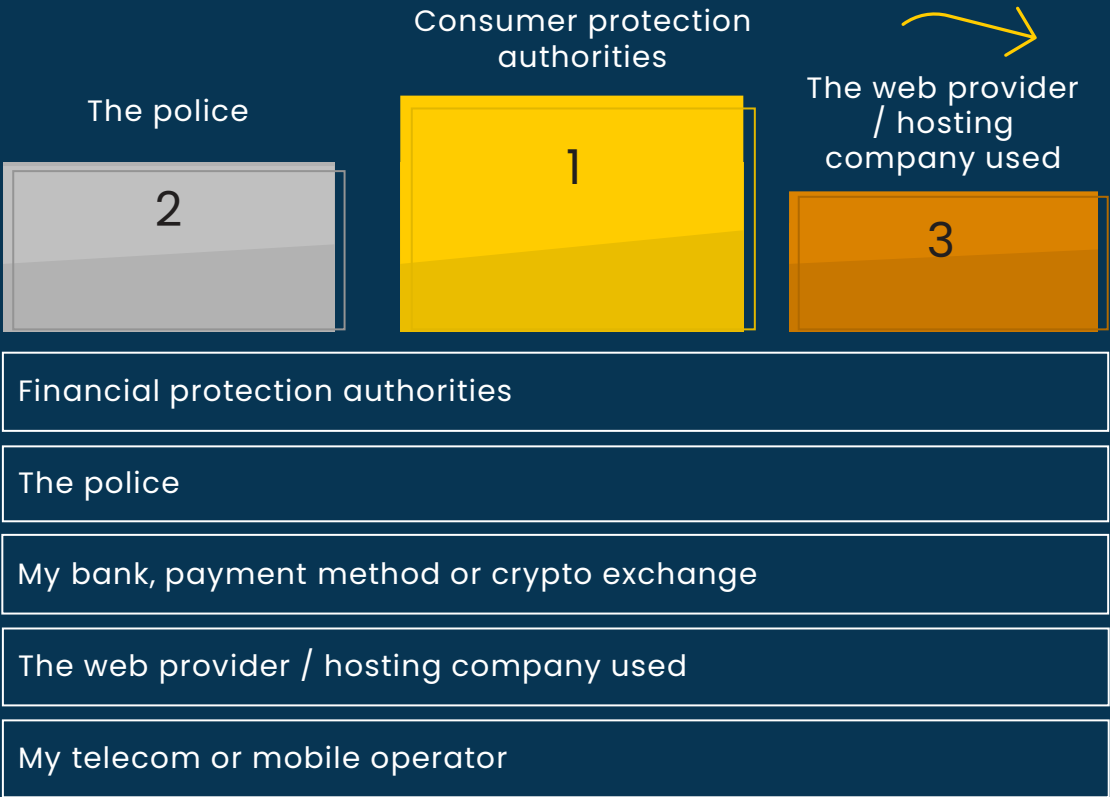 Consumer protection
authorities
The police
The web provider
/ hosting
company used
1
2
3
Financial protection authorities
The police
My bank, payment method or crypto exchange
The web provider / hosting company used
My telecom or mobile operator